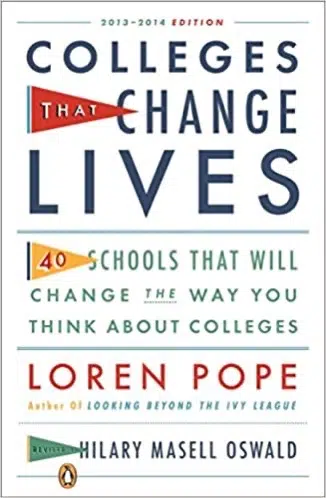 2013–2014 EDITION
COLLEGES
THAT CHANGE
LIVES
40 SCHOOLS THAT WILL
CHANGE THE WAY YOU
THINK ABOUT COLLEGES
LOREN POPE
Author Of LOOKING BEYOND THE IVY LEAGUE
HILARY MASELL OSWALD